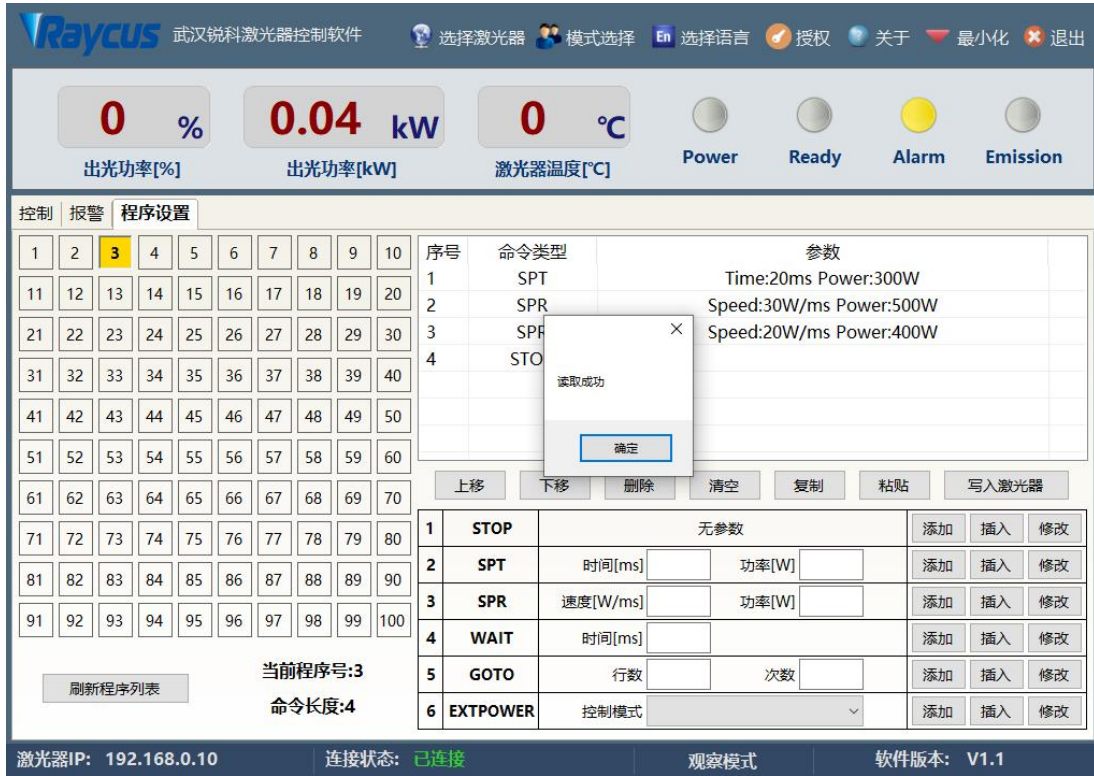 Raycus 武汉锐科激光器控制软件 选择激光器 模式选择 En 选择语言 授权 关于 最小化 退出
0 % 0.04 kW 0 ℃
出光功率[%] 出光功率[kW] 激光器温度[℃] Power Ready Alarm Emission
控制 报警 程序设置
1 2 3 4 5 6 7 8 9 10
11 12 13 14 15 16 17 18 19 20
21 22 23 24 25 26 27 28 29 30
31 32 33 34 35 36 37 38 39 40
41 42 43 44 45 46 47 48 49 50
51 52 53 54 55 56 57 58 59 60
61 62 63 64 65 66 67 68 69 70
71 72 73 74 75 76 77 78 79 80
81 82 83 84 85 86 87 88 89 90
91 92 93 94 95 96 97 98 99 100
刷新程序列表
当前程序号:3
命令长度:4
序号 命令类型 参数
1 SPT Time:20ms Power:300W
2 SPR Speed:30W/ms Power:500W
3 SPR Speed:20W/ms Power:400W
4 STO
读取成功
确定
上移 下移 删除 清空 复制 粘贴 写入激光器
1 STOP 无参数 添加 插入 修改
2 SPT 时间[ms] 功率[W] 添加 插入 修改
3 SPR 速度[W/ms] 功率[W] 添加 插入 修改
4 WAIT 时间[ms] 添加 插入 修改
5 GOTO 行数 次数 添加 插入 修改
6 EXTPOWER 控制模式 添加 插入 修改
激光器IP: 192.168.0.10 连接状态: 已连接 观察模式 软件版本: V1.1